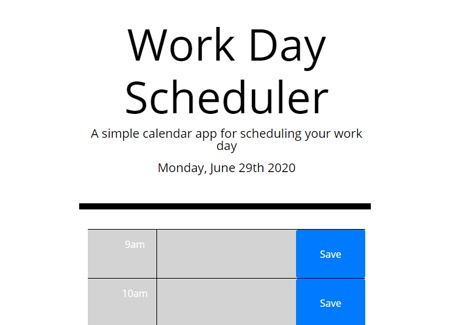 Work Day
Scheduler
A simple calendar app for scheduling your work
day
Monday, June 29th 2020
9am
Save
10am
Save